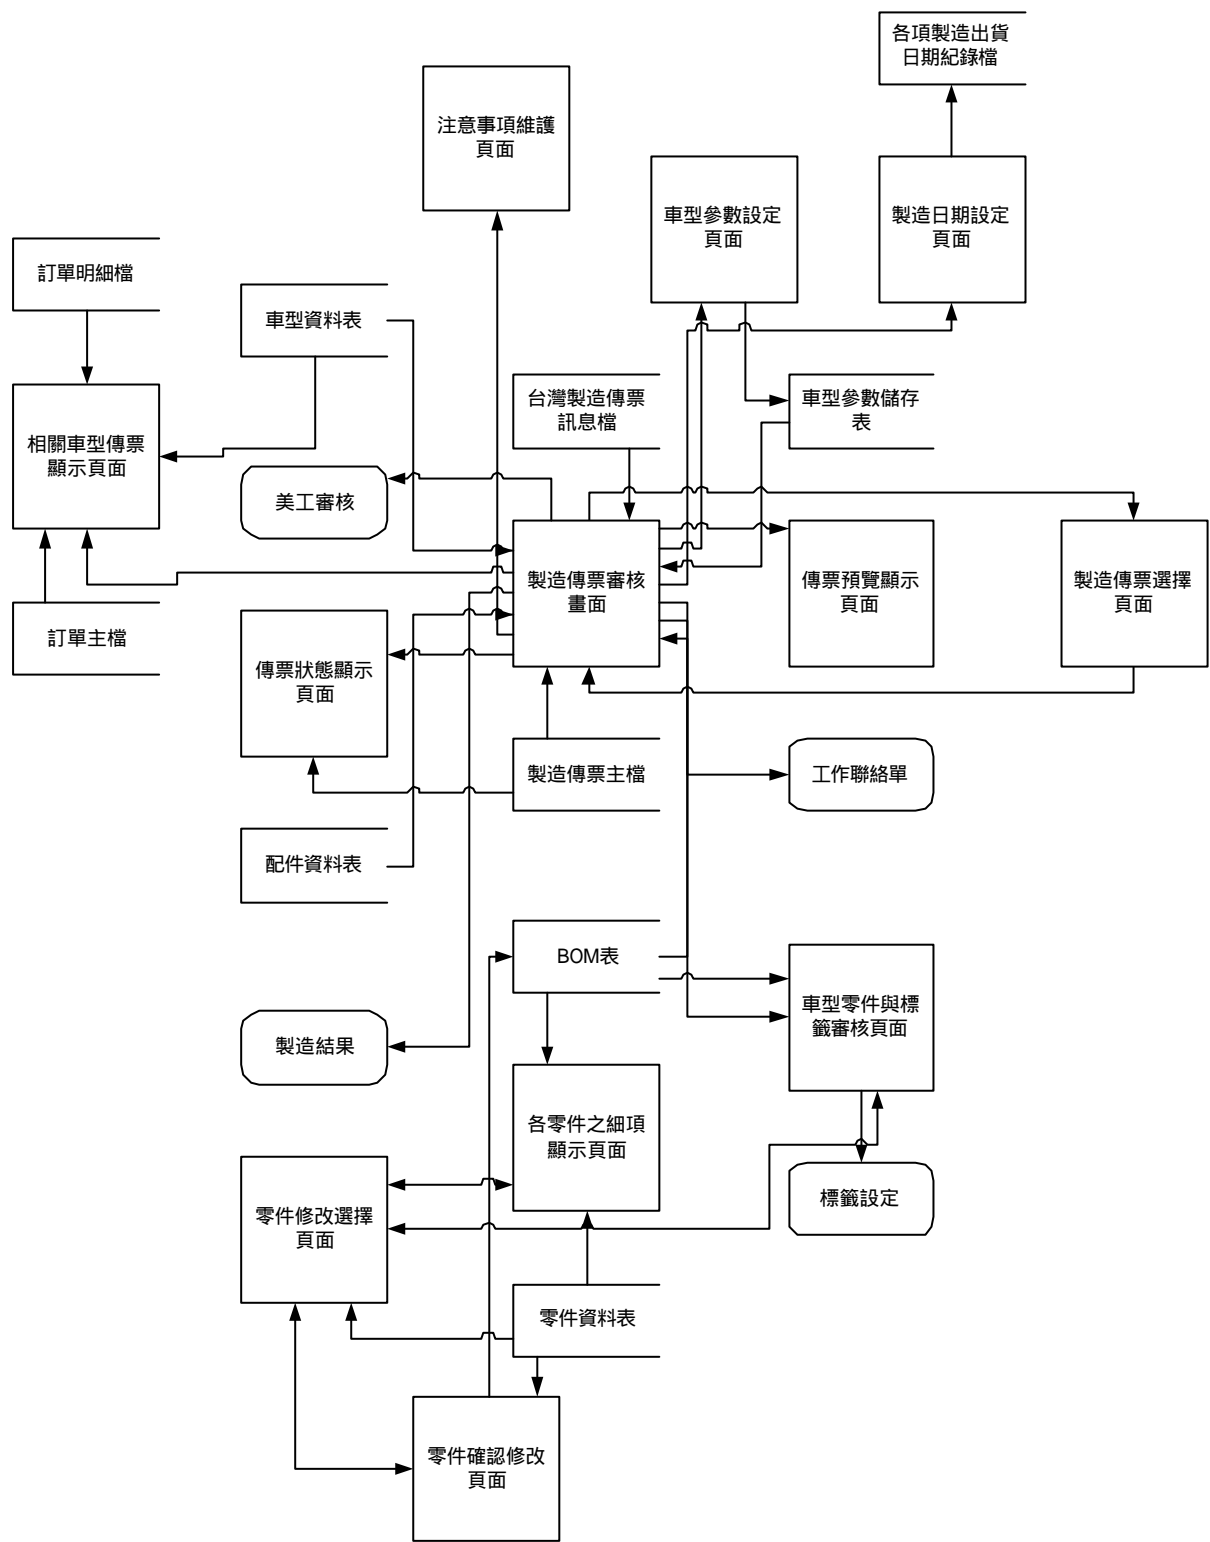 各項製造出貨
日期紀錄檔
注意事項維護
頁面
車型參數設定
頁面
製造日期設定
頁面
訂單明細檔
車型資料表
台灣製造傳票
訊息檔
車型參數儲存
表
相關車型傳票
顯示頁面
美工審核
製造傳票審核
畫面
傳票預覽顯示
頁面
製造傳票選擇
頁面
訂單主檔
傳票狀態顯示
頁面
製造傳票主檔
工作聯絡單
配件資料表
BOM表
車型零件與標
籤審核頁面
製造結果
各零件之細項
顯示頁面
零件修改選擇
頁面
標籤設定
零件資料表
零件確認修改
頁面